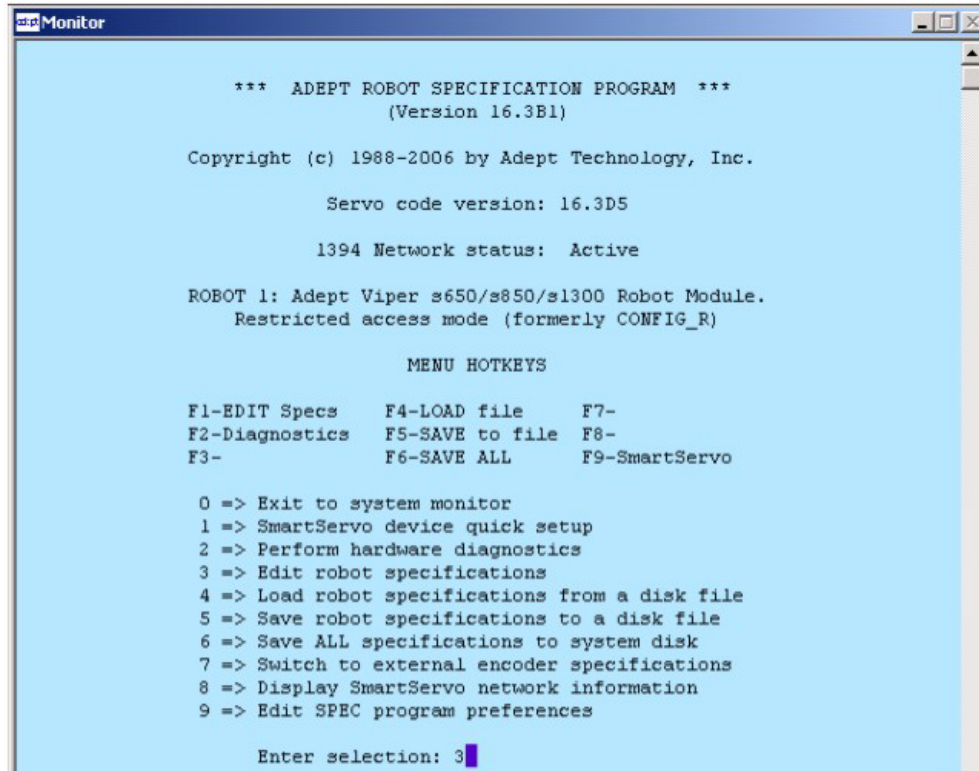 adept Monitor
*** ADEPT ROBOT SPECIFICATION PROGRAM ***
(Version 16.3B1)
Copyright (c) 1988-2006 by Adept Technology, Inc.
Servo code version: 16.3D5
1394 Network status: Active
ROBOT 1: Adept Viper s650/s850/s1300 Robot Module.
Restricted access mode (formerly CONFIG_R)
MENU HOTKEYS
F1-EDIT Specs F4-LOAD file F7-
F2-Diagnostics F5-SAVE to file F8-
F3- F6-SAVE ALL F9-SmartServo
0 => Exit to system monitor
1 => SmartServo device quick setup
2 => Perform hardware diagnostics
3 => Edit robot specifications
4 => Load robot specifications from a disk file
5 => Save robot specifications to a disk file
6 => Save ALL specifications to system disk
7 => Switch to external encoder specifications
8 => Display SmartServo network information
9 => Edit SPEC program preferences
Enter selection: 3